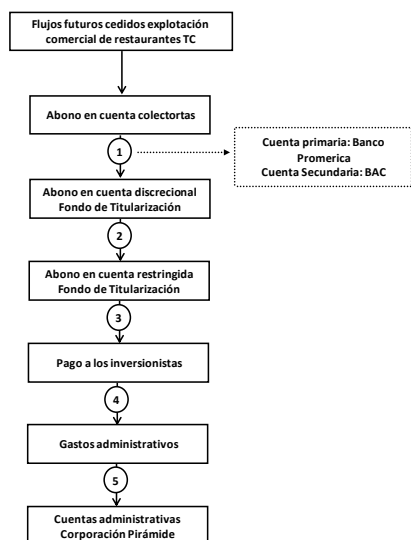 Flujos futuros cedidos explotación
comercial de restaurantes TC
Abono en cuenta colectortas
1
Cuenta primaria: Banco
Promerica
Cuenta Secundaria: BAC
Abono en cuenta discrecional
Fondo de Titularización
2
Abono en cuenta restringida
Fondo de Titularización
3
Pago a los inversionistas
4
Gastos administrativos
5
Cuentas administrativas
Corporación Pirámide